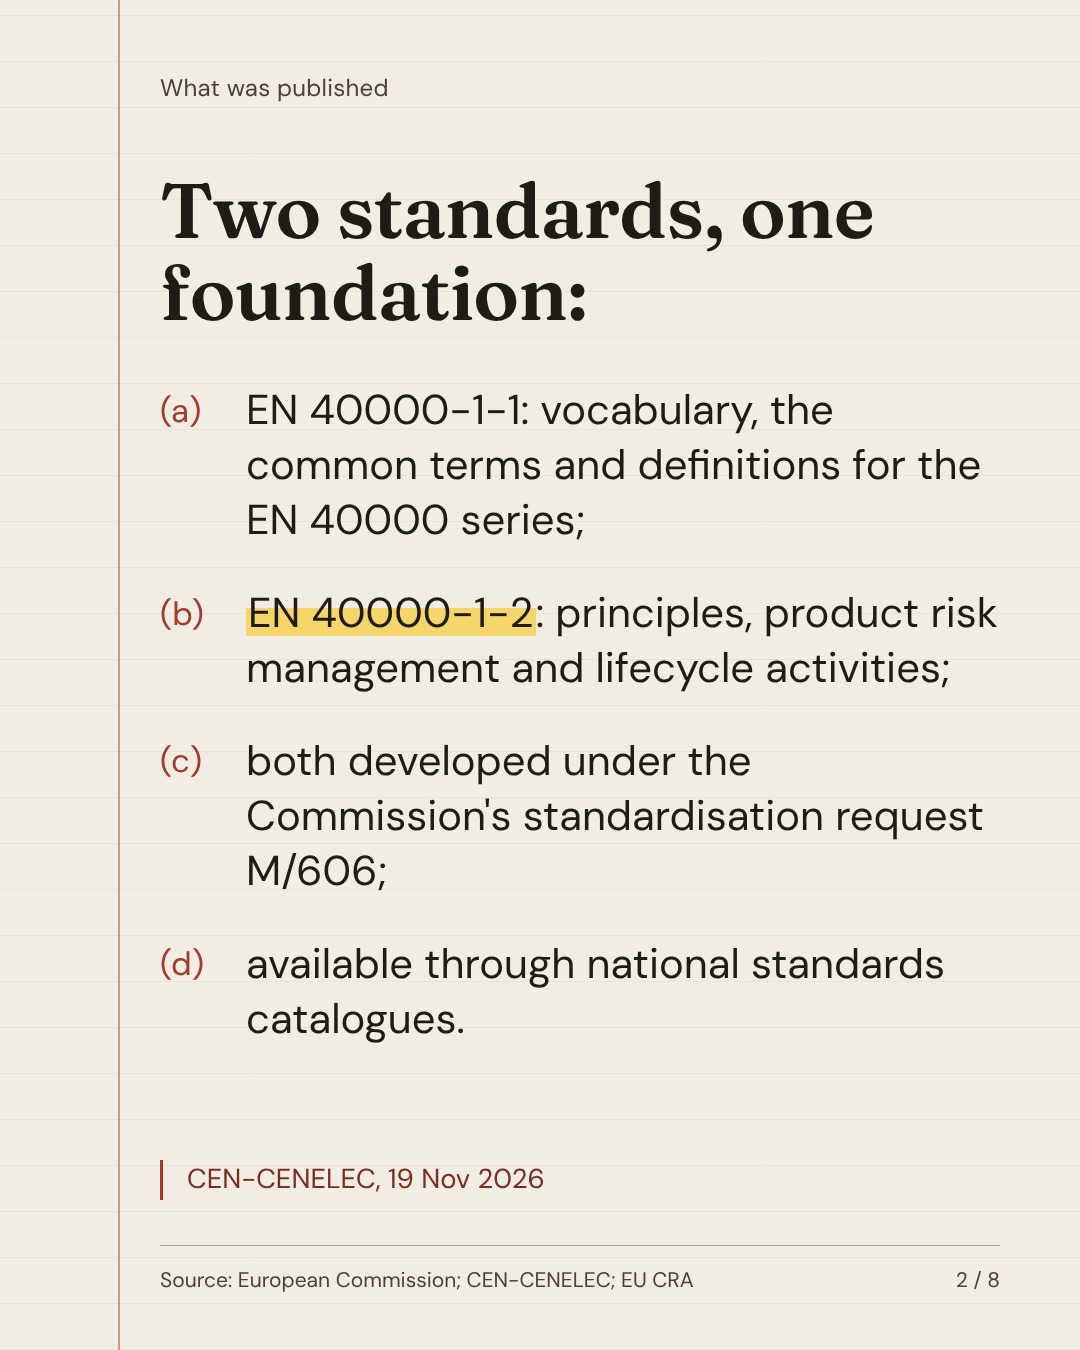 What was published
Two standards, one
foundation:
(a) EN 40000-1-1: vocabulary, the
common terms and definitions for the
EN 40000 series;
(b) EN 40000-1-2: principles, product risk
management and lifecycle activities;
(c) both developed under the
Commission's standardisation request
M/606;
(d) available through national standards
catalogues.
CEN-CENELEC, 19 Nov 2026
Source: European Commission; CEN-CENELEC; EU CRA 2 / 8